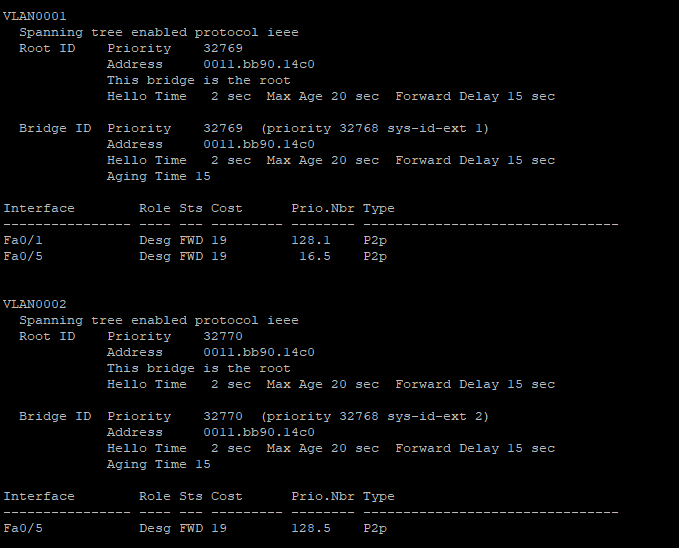 VLAN0001
  Spanning tree enabled protocol ieee
  Root ID    Priority    32769
             Address     0011.bb90.14c0
             This bridge is the root
             Hello Time   2 sec  Max Age 20 sec  Forward Delay 15 sec
  Bridge ID  Priority    32769  (priority 32768 sys-id-ext 1)
             Address     0011.bb90.14c0
             Hello Time   2 sec  Max Age 20 sec  Forward Delay 15 sec
             Aging Time 15
Interface        Role Sts Cost      Prio.Nbr Type
---------------- ---- --- --------- -------- --------------------------------
Fa0/1            Desg FWD 19        128.1    P2p
Fa0/5            Desg FWD 19         16.5    P2p
VLAN0002
  Spanning tree enabled protocol ieee
  Root ID    Priority    32770
             Address     0011.bb90.14c0
             This bridge is the root
             Hello Time   2 sec  Max Age 20 sec  Forward Delay 15 sec
  Bridge ID  Priority    32770  (priority 32768 sys-id-ext 2)
             Address     0011.bb90.14c0
             Hello Time   2 sec  Max Age 20 sec  Forward Delay 15 sec
             Aging Time 15
Interface        Role Sts Cost      Prio.Nbr Type
---------------- ---- --- --------- -------- --------------------------------
Fa0/5            Desg FWD 19        128.5    P2p